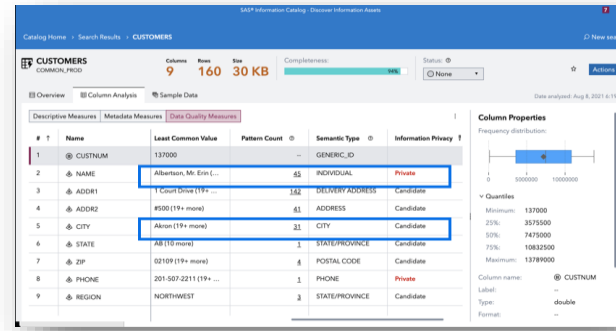 SAS® Information Catalog - Discover Information Assets
Catalog Home > Search Results > CUSTOMERS
New sea
CUSTOMERS
COMMON_PROD
Columns
9
Rows
160
Size
30 KB
Completeness:
94%
Status:
None
Actions
Overview
Column Analysis
Sample Data
Date analyzed: Aug 8, 2021 6:19
Descriptive Measures Metadata Measures Data Quality Measures
# ↑ Name Least Common Value Pattern Count Semantic Type Information Privacy
1 CUSTNUM 137000 -- GENERIC_ID
2 NAME Albertson, Mr. Erin (... 45 INDIVIDUAL Private
3 ADDR1 1 Court Drive (19+ ... 142 DELIVERY ADDRESS Candidate
4 ADDR2 #500 (19+ more) 41 ADDRESS Candidate
5 CITY Akron (19+ more) 31 CITY Candidate
6 STATE AB (10 more) 1 STATE/PROVINCE Candidate
7 ZIP 02109 (19+ more) 4 POSTAL CODE Candidate
8 PHONE 201-507-2211 (19+ ... 1 PHONE Private
9 REGION NORTHWEST 3 STATE/PROVINCE Candidate
Column Properties
Frequency distribution:
0 5000000 10000000
Quantiles
Minimum: 137000
25%: 3575500
50%: 7475000
75%: 10832500
Maximum: 13789000
Column name: CUSTNUM
Label: --
Type: double
Format: --